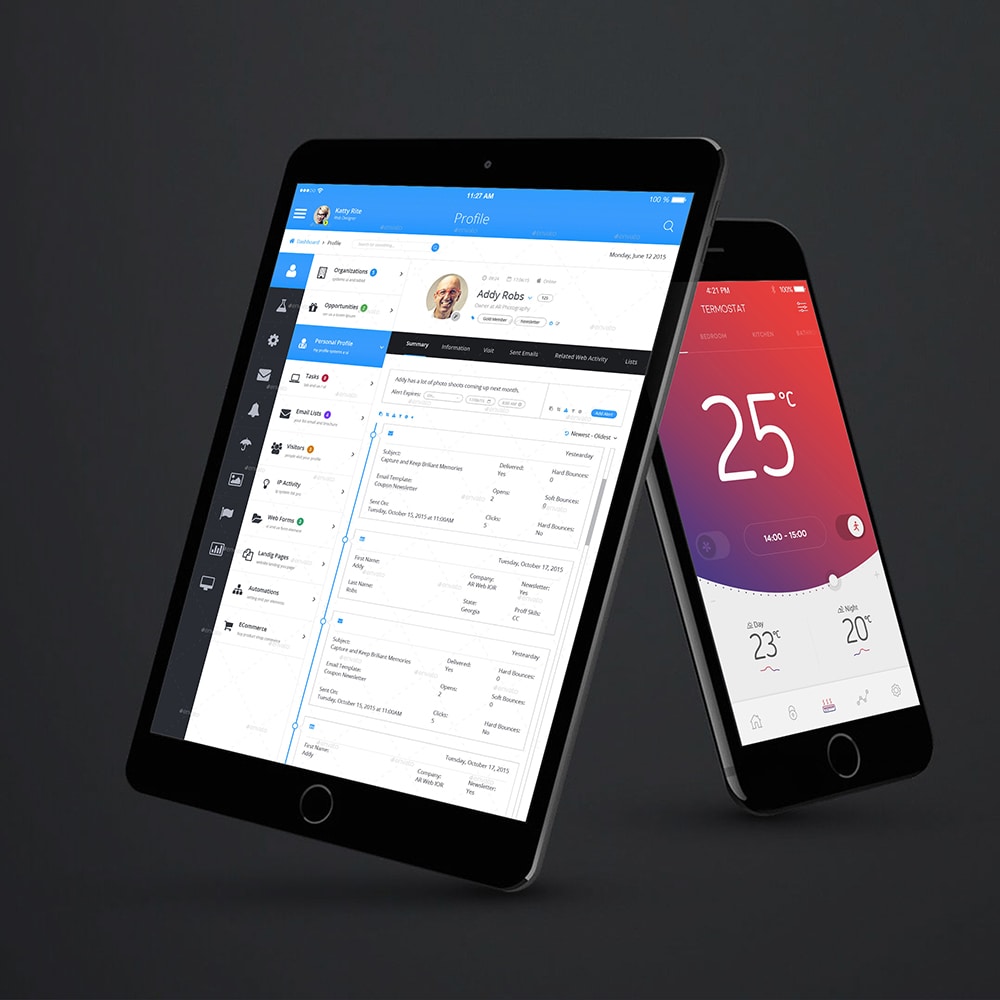 11:27 AM
100 %
Katty Rite
Profile
Dashboard > Profile
Monday, June 12 2015
Organizations
Opportunities
Personal Profile
Tasks
Email Lists
Visitors
IP Activity
Web Forms
Landig Pages
Automations
ECommerce
Addy Robs
Owner at AR Photography
Gold Member
Newsletter
Summary Information Visit Sent Emails Related Web Activity Lists
Addy has a lot of photo shoots coming up next month,
Alert Expires:
Add Alert
Newest - Oldest
Yestearday
Subject: Delivered: Hard Bounces:
Capture and Keep Briliant Memories Yes 0
Email Template: Opens: Soft Bounces:
Coupon Newsletter 2 0
Sent On: Clicks: Hard Bounces:
Tuesday, October 15, 2015 at 11:00AM 5 No
Tuesday, October 17, 2015
First Name: Company: Newsletter:
Addy AR Web IOR Yes
Last Name: State: Proff Skils:
Robs Georgia CC
Yestearday
Subject: Delivered: Hard Bounces:
Capture and Keep Briliant Memories Yes 0
Email Template: Opens: Soft Bounces:
Coupon Newsletter 2 0
Sent On: Clicks: Hard Bounces:
Tuesday, October 15, 2015 at 11:00AM 5 No
Tuesday, October 17, 2015
First Name: Company: Newsletter:
Addy AR Web IOR Yes
4:21 PM
100%
TERMOSTAT
BEDROOM KITCHEN
25°C
14:00 - 15:00
Day
23°C
Night
20°C